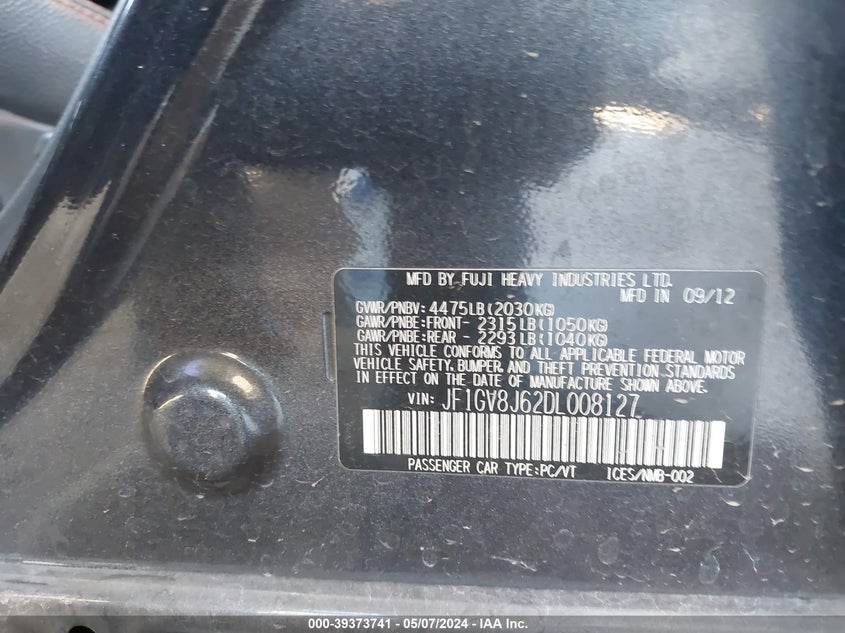 MFD BY FUJI HEAVY INDUSTRIES LTD.
MFD IN 09/12
GVWR/PNBV: 4475LB(2030KG)
GAWR/PNBE:FRONT- 2315LB(1050KG)
GAWR/PNBE:REAR - 2293LB(1040KG)
THIS VEHICLE CONFORMS TO ALL APPLICABLE FEDERAL MOTOR
VEHICLE SAFETY, BUMPER, AND THEFT PREVENTION STANDARDS
IN EFFECT ON THE DATE OF MANUFACTURE SHOWN ABOVE.
VIN: JF1GV8J62DL008127
PASSENGER CAR TYPE:PC/VT ICES/NMB-002
000-39373741 - 05/07/2024 - © IAA Holdings, LLC.